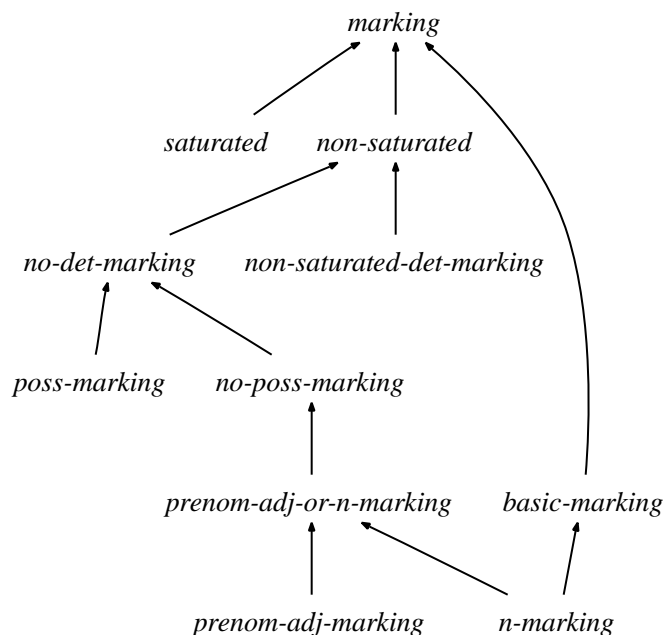 marking
saturated non-saturated
no-det-marking non-saturated-det-marking
poss-marking no-poss-marking
prenom-adj-or-n-marking basic-marking
prenom-adj-marking n-marking